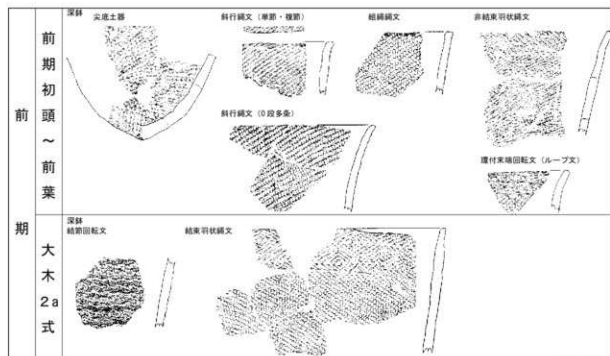 前期
前期初頭～前葉
深鉢
尖底土器
斜行縄文（単節・複節）
組縄縄文
非結束羽状縄文
斜行縄文（0段多条）
環付末端回転文（ループ文）
大木2a式
深鉢
結節回転文
結束羽状縄文